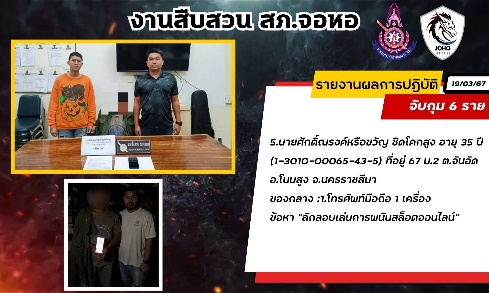 งานสืบสวน สภ.จอหอ
JOHO
รายงานผลการปฏิบัติ 19/03/67
จับกุม 6 ราย
5.นายศักดิ์ณรงค์หรือขวัญ ชิดโคกสูง อายุ 35 ปี
(1-3010-00065-43-5) ที่อยู่ 67 ม.2 ต.จันอัด
อ.โนนสูง จ.นครราชสีมา
ของกลาง :1.โทรศัพท์มือถือ 1 เครื่อง
ข้อหา "ลักลอบเล่นการพนันสล็อตออนไลน์"